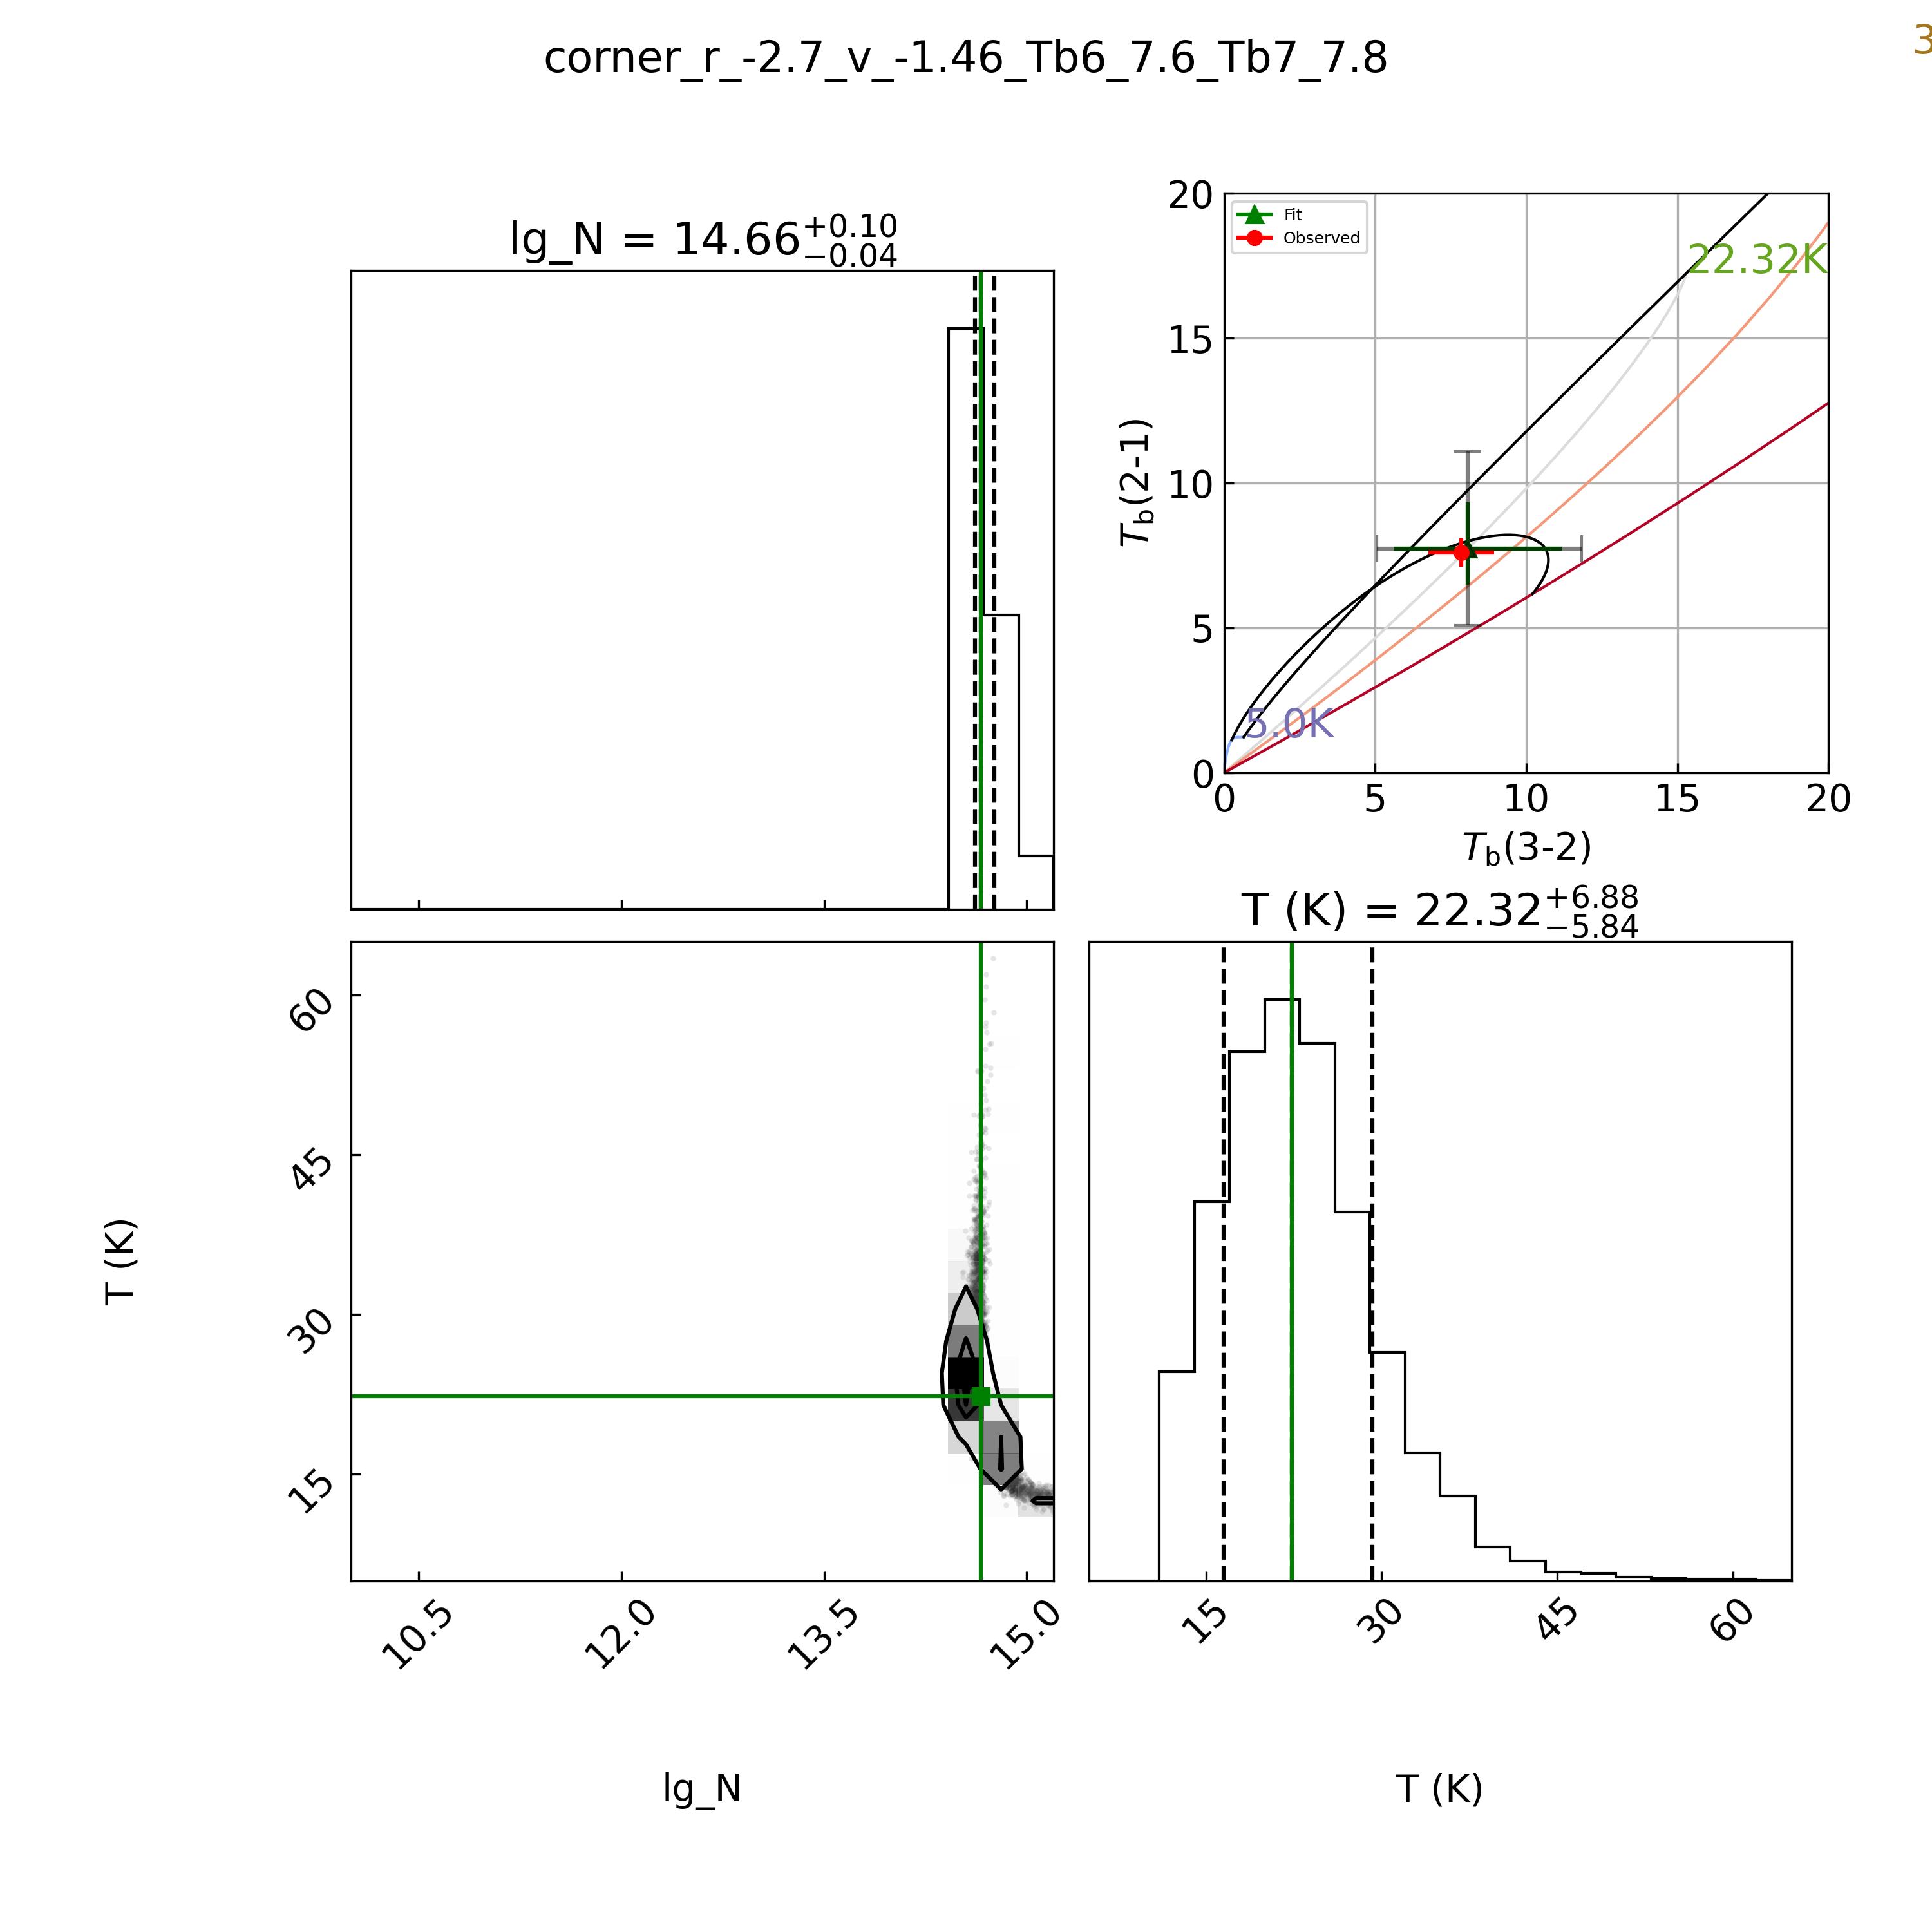 corner_r_-2.7_v_-1.46_Tb6_7.6_Tb7_7.8
3
lg_N = 14.66+0.10−0.04
Fit
Observed
22.32K
5.0K
20
15
10
5
0
Tb(2-1)
0 5 10 15 20
Tb(3-2)
T (K) = 22.32+6.88−5.84
60
45
30
15
T (K)
10.5 12.0 13.5 15.0
lg_N
15 30 45 60
T (K)